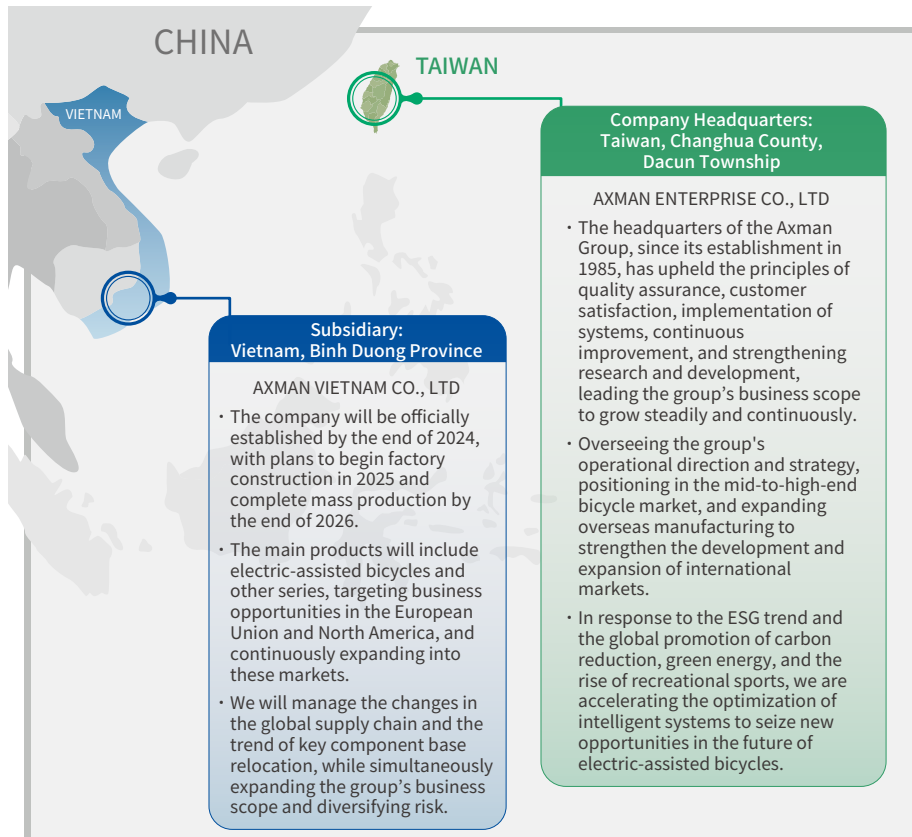 CHINA
TAIWAN
VIETNAM
Company Headquarters:
Taiwan, Changhua County,
Dacun Township
AXMAN ENTERPRISE CO., LTD
· The headquarters of the Axman
Group, since its establishment in
1985, has upheld the principles of
quality assurance, customer
satisfaction, implementation of
systems, continuous
improvement, and strengthening
research and development,
leading the group's business scope
to grow steadily and continuously.
· Overseeing the group's
operational direction and strategy,
positioning in the mid-to-high-end
bicycle market, and expanding
overseas manufacturing to
strengthen the development and
expansion of international
markets.
· In response to the ESG trend and
the global promotion of carbon
reduction, green energy, and the
rise of recreational sports, we are
accelerating the optimization of
intelligent systems to seize new
opportunities in the future of
electric-assisted bicycles.
Subsidiary:
Vietnam, Binh Duong Province
AXMAN VIETNAM CO., LTD
· The company will be officially
established by the end of 2024,
with plans to begin factory
construction in 2025 and
complete mass production by
the end of 2026.
· The main products will include
electric-assisted bicycles and
other series, targeting business
opportunities in the European
Union and North America, and
continuously expanding into
these markets.
· We will manage the changes in
the global supply chain and the
trend of key component base
relocation, while simultaneously
expanding the group's business
scope and diversifying risk.